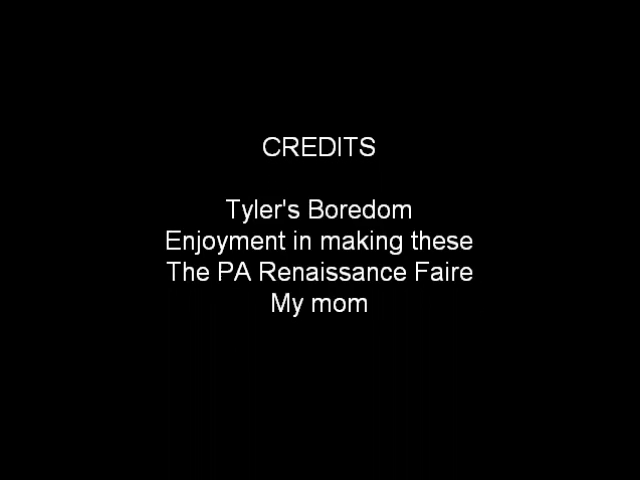 CREDITS
Tyler's Boredom
Enjoyment in making these
The PA Renaissance Faire
My mom